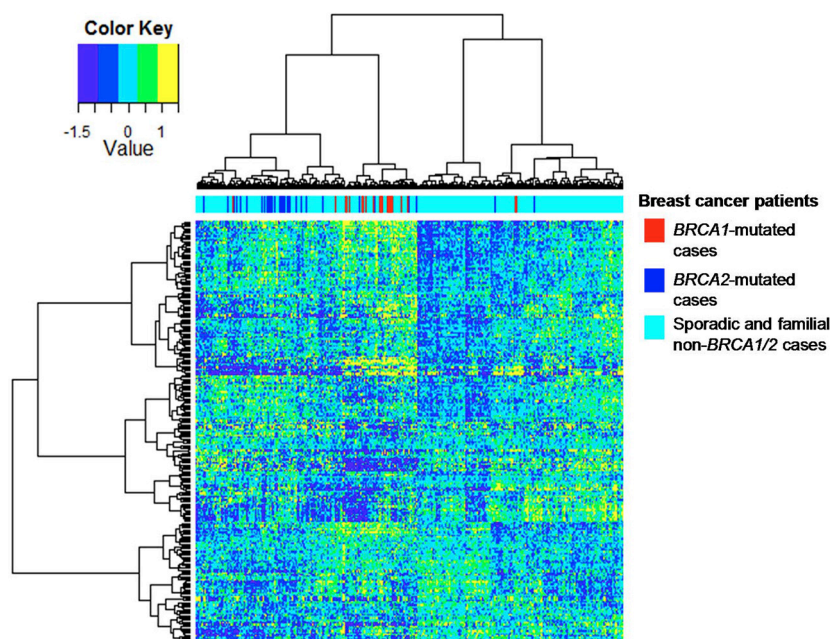 Color Key
-1.5 0 1
Value
Breast cancer patients
BRCA1-mutated
cases
BRCA2-mutated
cases
Sporadic and familial
non-BRCA1/2 cases